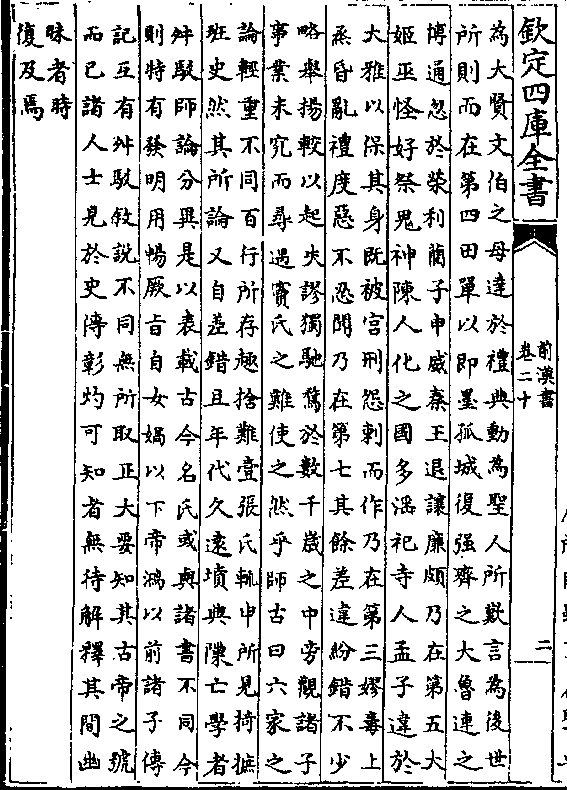 欽定四庫全書
前漢書
卷二十
二
為大賢文伯之母達於禮典動為聖人所歎言為後世
所則而在第四田單以即墨孤城復强齊之大魯連之
博通忽於榮利藺子申威秦王退讓廉頗乃在第五大
姬巫怪好祭鬼神陳人化之國多滛祀寺人孟子違於
大雅以保其身既被宫刑怨刺而作乃在第三嫪毒上
烝昏亂禮度惡不忍聞乃在第七其餘差違紛錯不少
略舉揚較以起失謬獨馳騖於數千嵗之中旁觀諸子
事業未究而尋遇竇氏之難使之然乎師古曰六家之
論輕重不同百行所存趣捨難壹張氏輒申所見掎摭
班史然其所論又自差錯且年代久遠墳典隳亡學者
舛駁師論分異是以表載古今名氏或與諸書不同今
則特有發明用暢厥旨自女媧以下帝鴻以前諸子傳
記互有舛駁敘說不同無所取正大要知其古帝之號
而已諸人士見於史傳彰灼可知者無待解釋其間幽
昧者時
復及焉